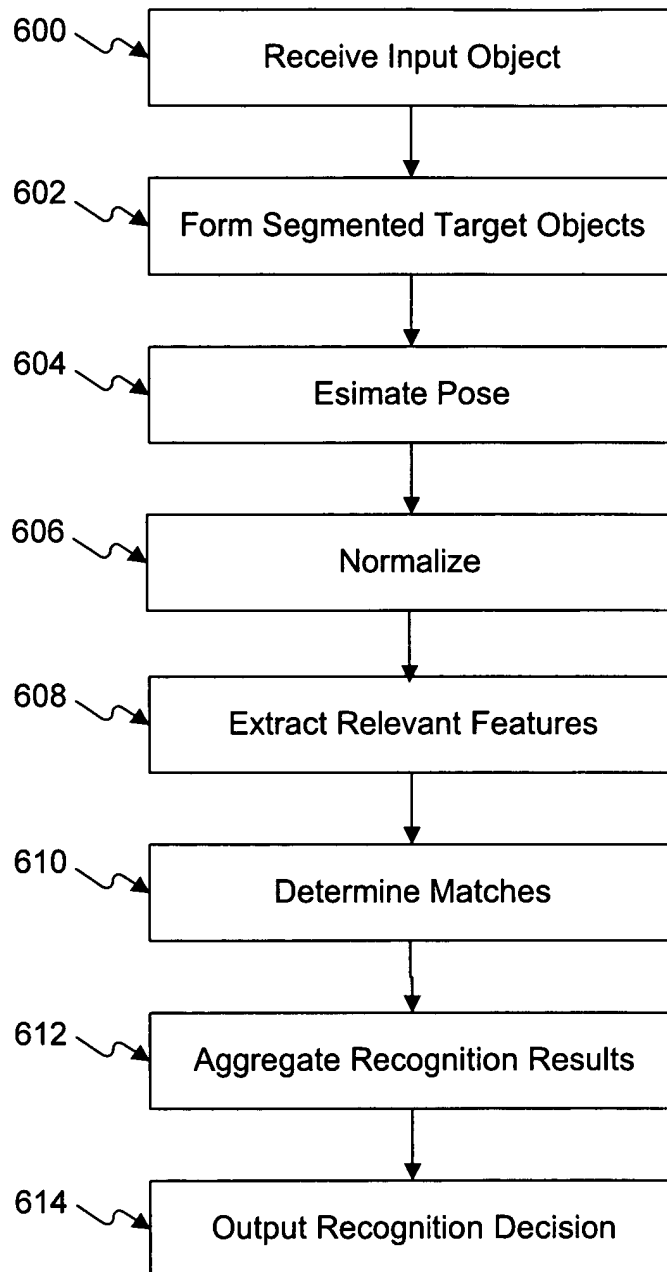 600
Receive Input Object
602
Form Segmented Target Objects
604
Esimate Pose
606
Normalize
608
Extract Relevant Features
610
Determine Matches
612
Aggregate Recognition Results
614
Output Recognition Decision